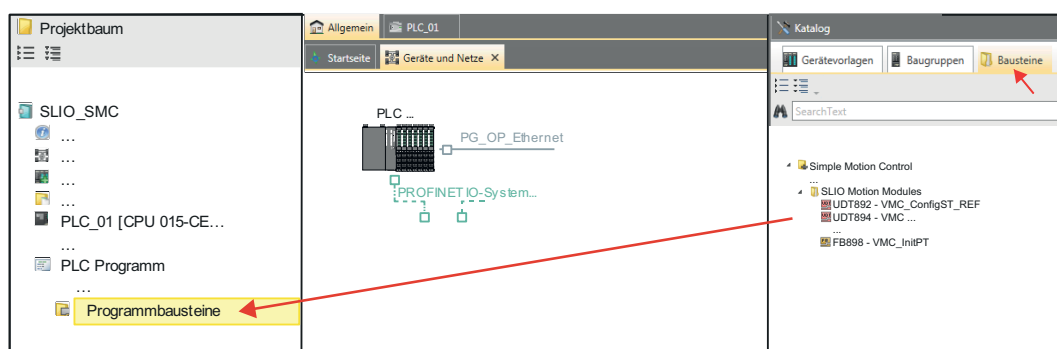 Projektbaum
SLIO_SMC
...
...
...
...
PLC_01 [CPU 015-CE...
...
PLC Programm
...
Programmbausteine
Allgemein
PLC_01
Startseite
Geräte und Netze X
PLC ...
PG_OP_Ethernet
PROFINET IO-System...
Katalog
Gerätevorlagen
Baugruppen
Bausteine
SearchText
Simple Motion Control
...
SLIO Motion Modules
UDT892 - VMC_ConfigST_REF
UDT894 - VMC ...
...
FB898 - VMC_InitPT